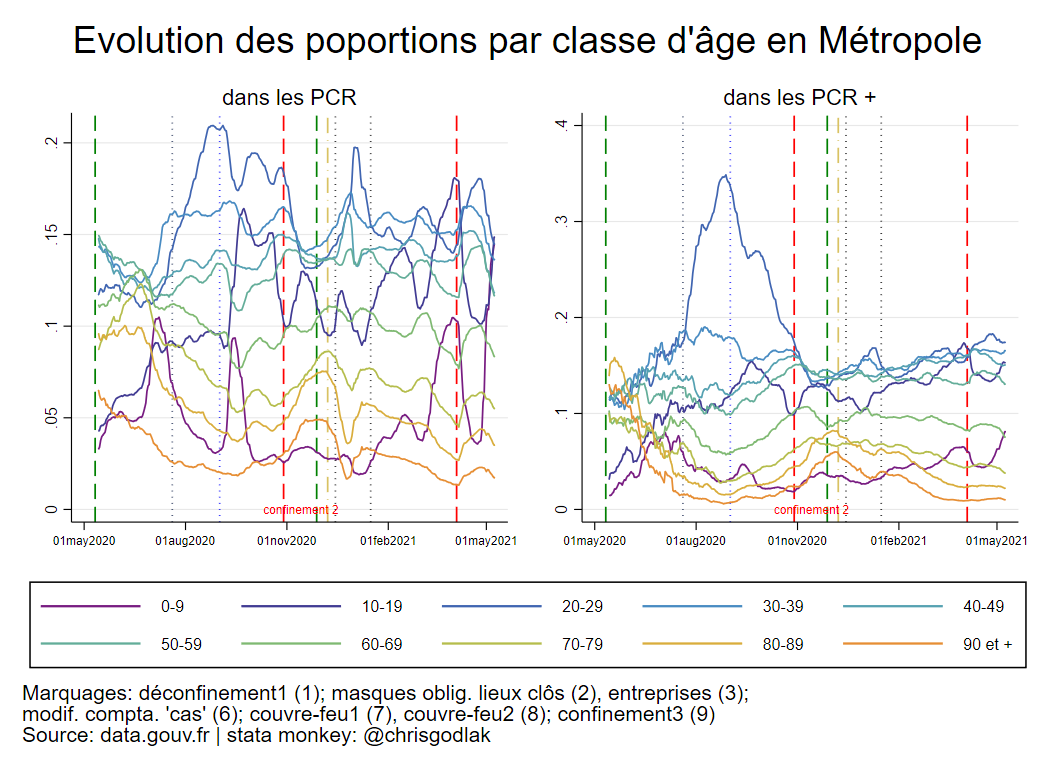 Evolution des poportions par classe d'âge en Métropole
dans les PCR
dans les PCR +
.2
.15
.1
.05
0
.4
.3
.2
.1
0
confinement 2
confinement 2
01may2020 01aug2020 01nov2020 01feb2021 01may2021
01may2020 01aug2020 01nov2020 01feb2021 01may2021
0-9 10-19 20-29 30-39 40-49
50-59 60-69 70-79 80-89 90 et +
Marquages: déconfinement1 (1); masques oblig. lieux clôs (2), entreprises (3);
modif. compta. 'cas' (6); couvre-feu1 (7), couvre-feu2 (8); confinement3 (9)
Source: data.gouv.fr | stata monkey: @chrisgodlak